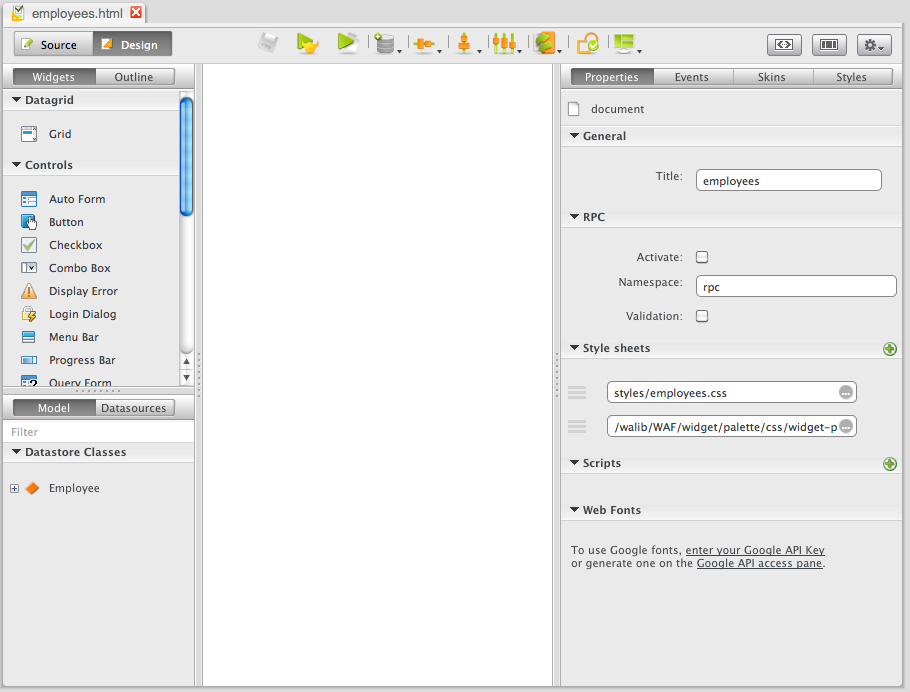 employees.html
Source
Design
Widgets
Outline
Datagrid
Grid
Controls
Auto Form
Button
Checkbox
Combo Box
Display Error
Login Dialog
Menu Bar
Progress Bar
Query Form
Model
Datasources
Filter
Datastore Classes
Employee
Properties
Events
Skins
Styles
document
General
Title:
employees
RPC
Activate:
Namespace:
rpc
Validation:
Style sheets
styles/employees.css
/walib/WAF/widget/palette/css/widget-p
Scripts
Web Fonts
To use Google fonts, enter your Google API Key
or generate one on the Google API access pane.